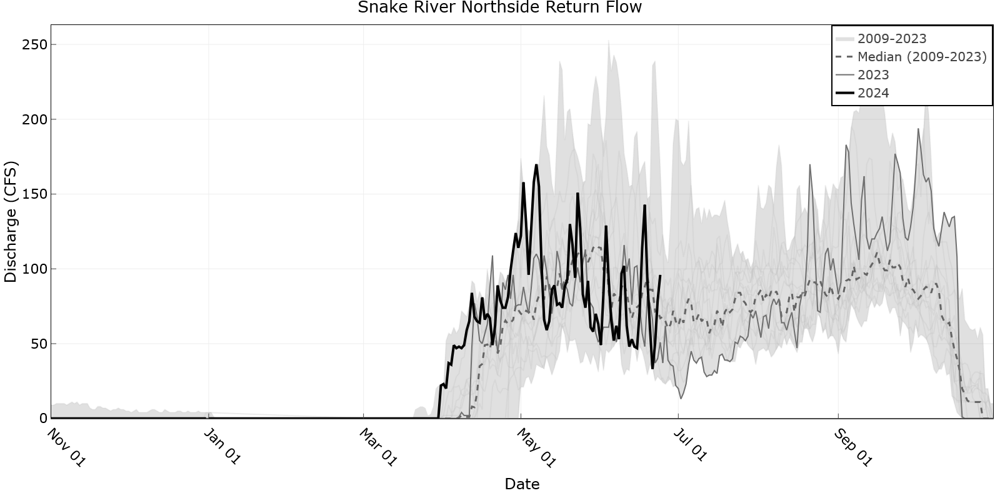 Snake River Northside Return Flow
2009-2023
Median (2009-2023)
2023
2024
Discharge (CFS)
250
200
150
100
50
0
Nov 01
Jan 01
Mar 01
May 01
Jul 01
Sep 01
Date